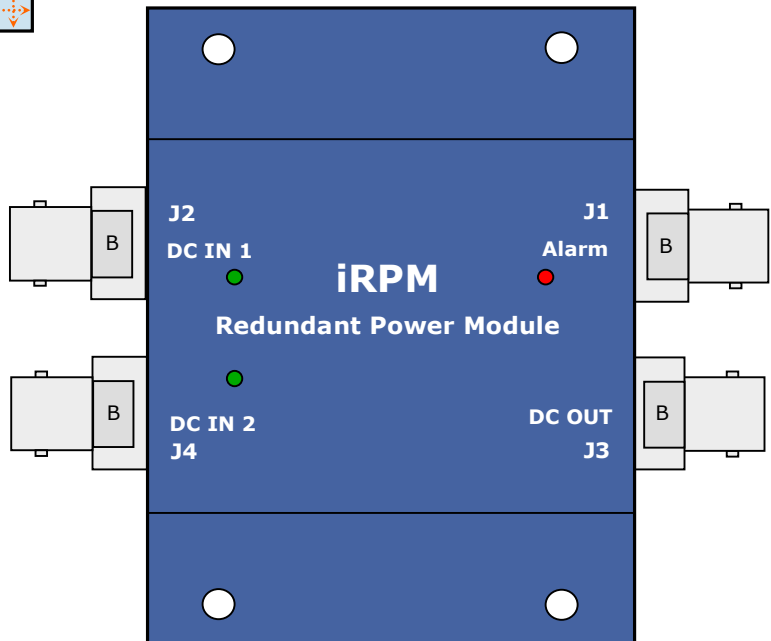 J2
J1
DC IN 1
Alarm
B
B
iRPM
Redundant Power Module
B
B
DC IN 2
DC OUT
J4
J3